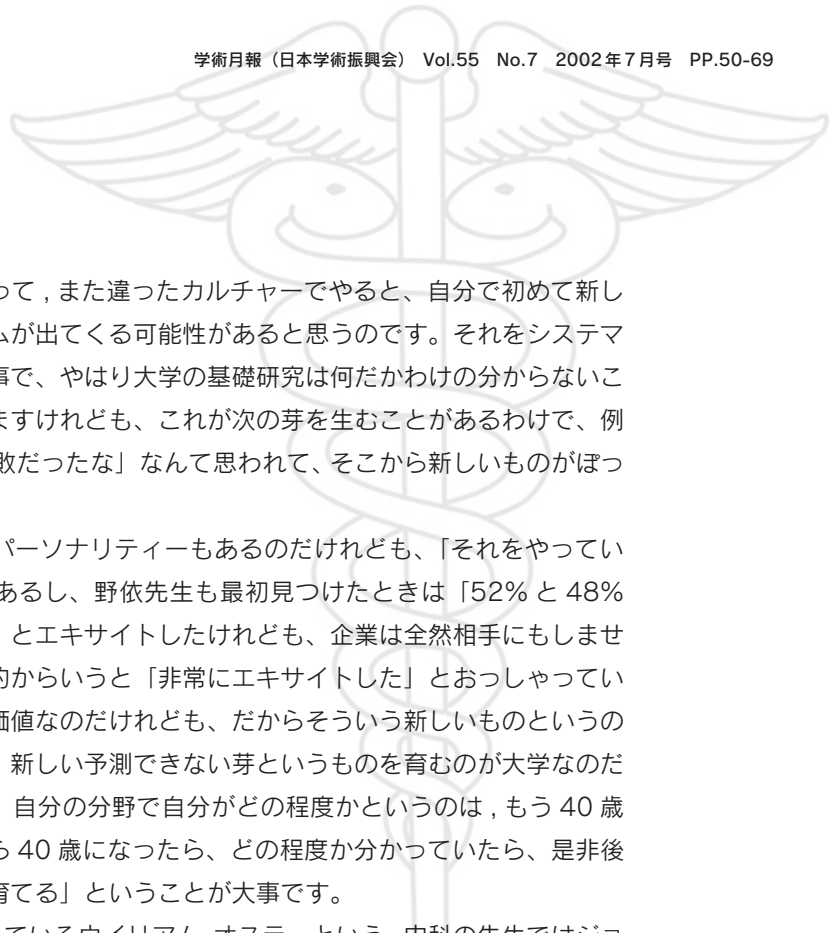 学術月報（日本学術振興会） Vol.55 No.7 2002年7月号 PP.50-69
って , また違ったカルチャーでやると、自分で初めて新し
ムが出てくる可能性があると思うのです。それをシステマ
事で、やはり大学の基礎研究は何だかわけの分からないこ
ますけれども、これが次の芽を生むことがあるわけで、例
敗だったな」なんて思われて、そこから新しいものがぽっ
パーソナリティーもあるのだけれども、「それをやってい
あるし、野依先生も最初見つけたときは「52% と 48%
」とエキサイトしたけれども、企業は全然相手にもしませ
的からいうと「非常にエキサイトした」とおっしゃってい
価値なのだけれども、だからそういう新しいものというの
、新しい予測できない芽というものを育むのが大学なのだ
、自分の分野で自分がどの程度かというのは , もう 40 歳
ら 40 歳になったら、どの程度か分かっていたら、是非後
育てる」ということが大事です。